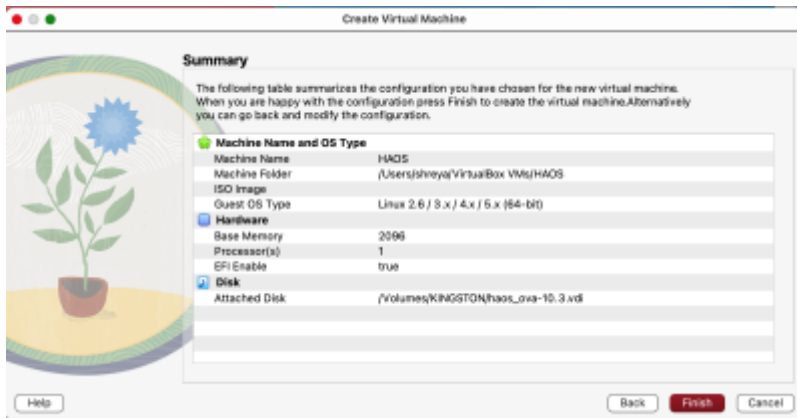 Create Virtual Machine
Summary
The following table summarizes the configuration you have chosen for the new virtual machine.
When you are happy with the configuration press Finish to create the virtual machine.Alternatively
you can go back and modify the configuration.
Machine Name and OS Type
Machine Name HAOS
Machine Folder /Users/shreya/VirtualBox VMs/HAOS
ISO Image
Guest OS Type Linux 2.6 / 3.x / 4.x / 5.x (64-bit)
Hardware
Base Memory 2096
Processor(s) 1
EFI Enable true
Disk
Attached Disk /Volumes/KINGSTON/haos_ova-10.3.vdi
Help Back Finish Cancel